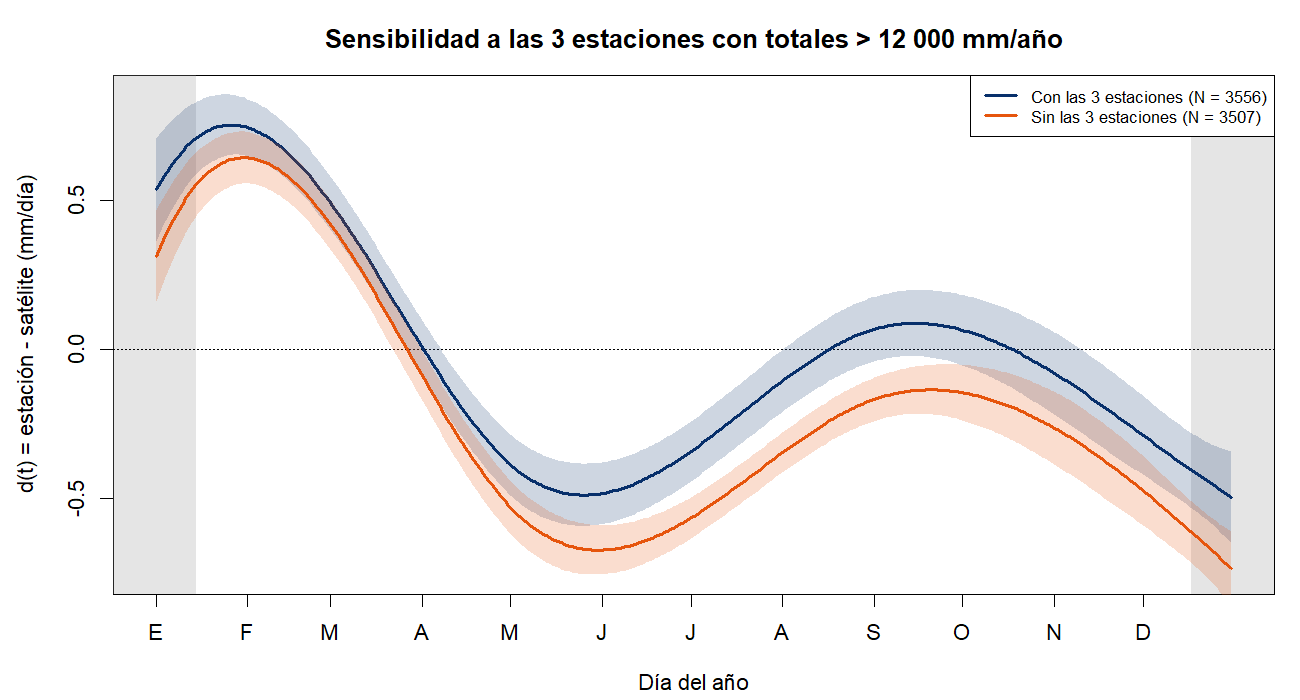 Sensibilidad a las 3 estaciones con totales > 12 000 mm/año
Con las 3 estaciones (N = 3556)
Sin las 3 estaciones (N = 3507)
d(t) = estación - satélite (mm/día)
0.5
0.0
-0.5
E F M A M J J A S O N D
Día del año